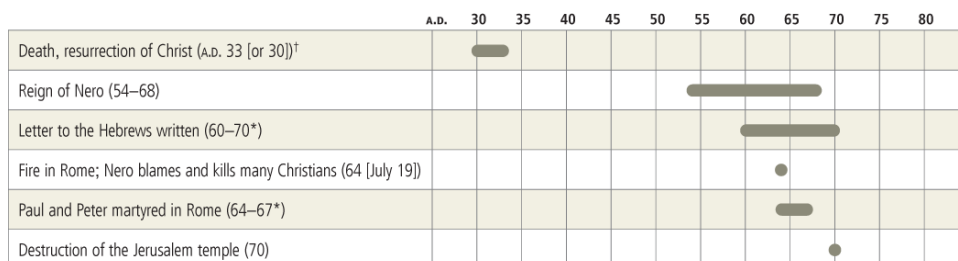 A.D. 30 35 40 45 50 55 60 65 70 75 80
Death, resurrection of Christ (A.D. 33 [or 30])†
Reign of Nero (54–68)
Letter to the Hebrews written (60–70*)
Fire in Rome; Nero blames and kills many Christians (64 [July 19])
Paul and Peter martyred in Rome (64–67*)
Destruction of the Jerusalem temple (70)